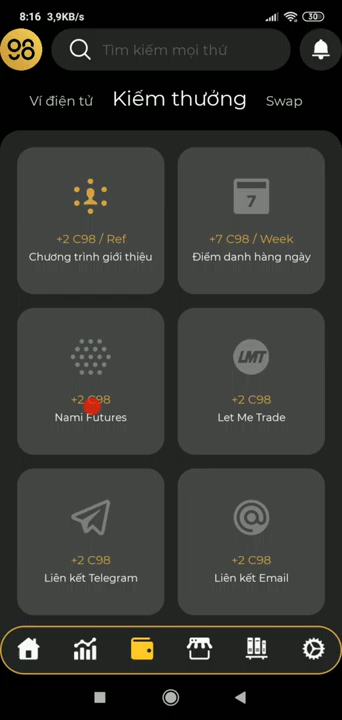 8:16 3,9KB/s 30
98 Tìm kiếm mọi thứ
Ví điện tử Kiếm thưởng Swap
7
+2 C98 / Ref +7 C98 / Week
Chương trình giới thiệu Điểm danh hàng ngày
LMT
+2 C98 +2 C98
Nami Futures Let Me Trade
@
+2 C98 +2 C98
Liên kết Telegram Liên kết Email